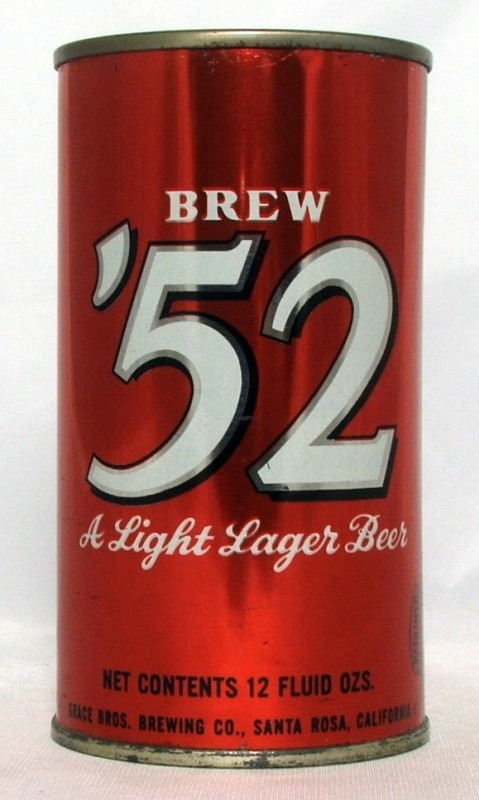 BREW
'52
A Light Lager Beer
NET CONTENTS 12 FLUID OZS.
GRACE BROS. BREWING CO., SANTA ROSA, CALIFORNIA